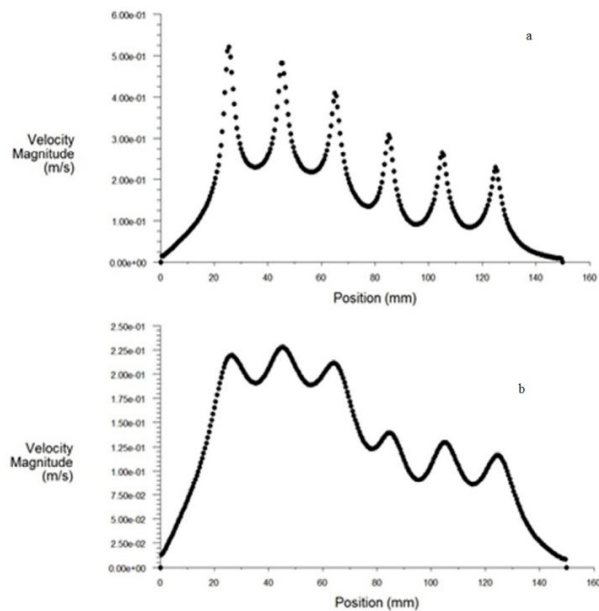 a
6.00e-01
5.00e-01
4.00e-01
Velocity
Magnitude
(m/s)
3.00e-01
2.00e-01
1.00e-01
0.00e+00
0 20 40 60 80 100 120 140 160
Position (mm)
b
2.50e-01
2.25e-01
2.00e-01
1.75e-01
1.50e-01
Velocity
Magnitude
(m/s)
1.25e-01
1.00e-01
7.50e-02
5.00e-02
2.50e-02
0.00e+00
0 20 40 60 80 100 120 140 160
Position (mm)